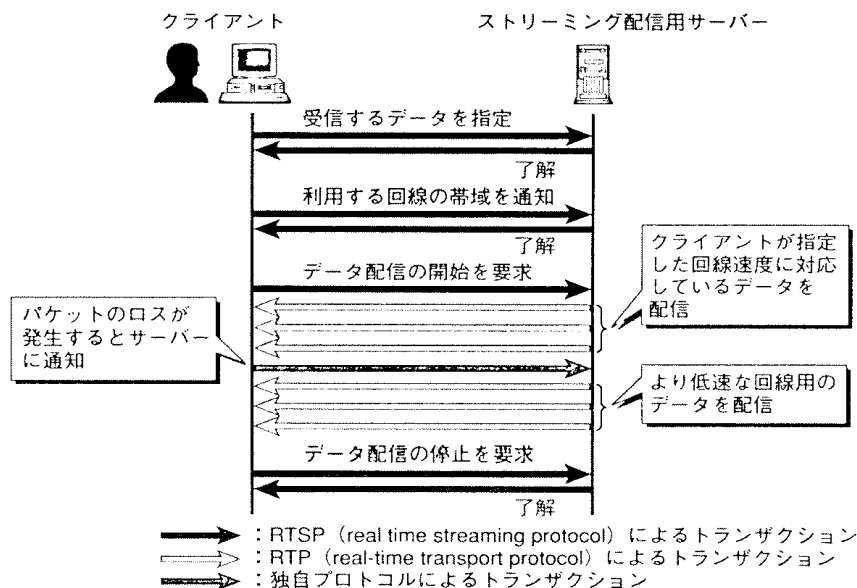 クライアント
ストリーミング配信用サーバー
受信するデータを指定
了解
利用する回線の帯域を通知
了解
データ配信の開始を要求
クライアントが指定
した回線速度に対応
しているデータを
配信
パケットのロスが
発生するとサーバー
に通知
より低速な回線用の
データを配信
データ配信の停止を要求
了解
：RTSP（real time streaming protocol）によるトランザクション
：RTP（real-time transport protocol）によるトランザクション
：独自プロトコルによるトランザクション